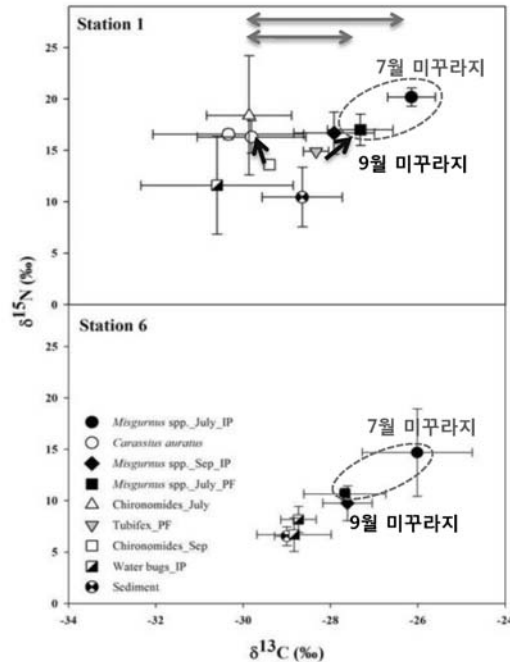 Station 1
7월 미꾸라지
9월 미꾸라지
25
20
15
10
5
0
δ¹⁵N (‰)
Station 6
7월 미꾸라지
9월 미꾸라지
Misgurnus spp._July_IP
Carassius auratus
Misgurnus spp._Sep_IP
Misgurnus spp._July_PF
Chironomides_July
Tubifex_PF
Chironomides_Sep
Water bugs_IP
Sediment
25
20
15
10
5
0
δ¹⁵N (‰)
-34 -32 -30 -28 -26 -24
δ¹³C (‰)